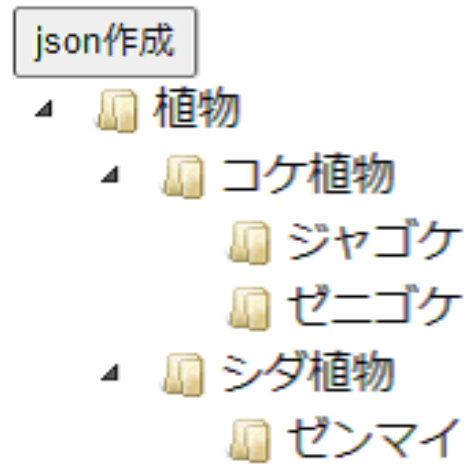 json作成
植物
コケ植物
ジャゴケ
ゼニゴケ
シダ植物
ゼンマイ